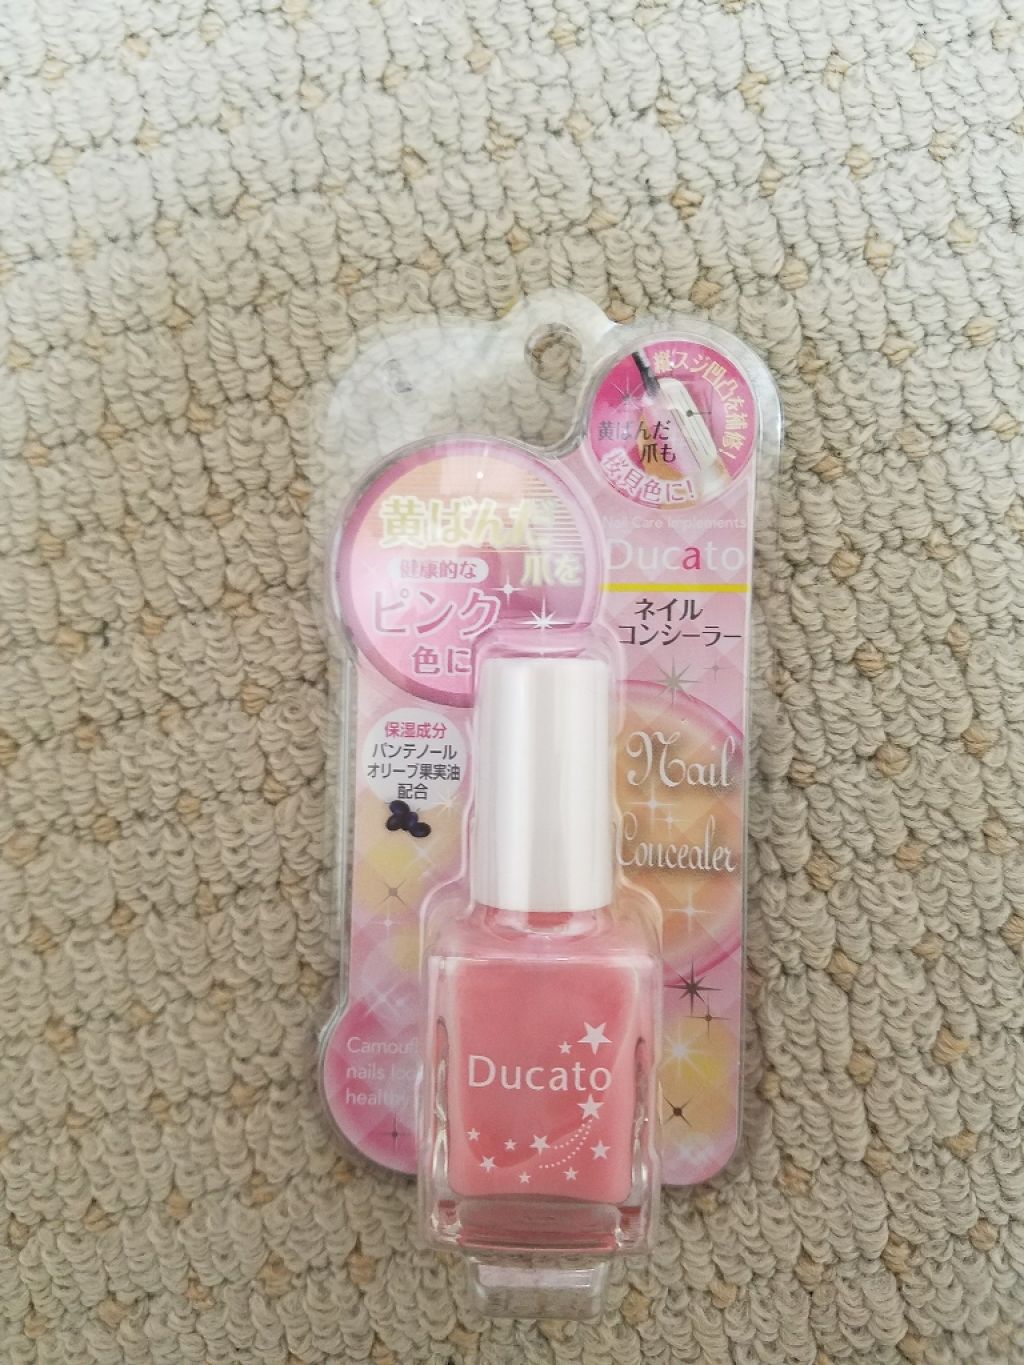 縦スジ凹凸を補修!
黄ばんだ
爪も
桜貝色に!
黄ばんだ
爪を
健康的な
ピンク
色に
Nail Care Implements
Ducato
ネイル
コンシーラー
保湿成分
パンテノール
オリーブ果実油
配合
Nail
Concealer
nails
Ducato